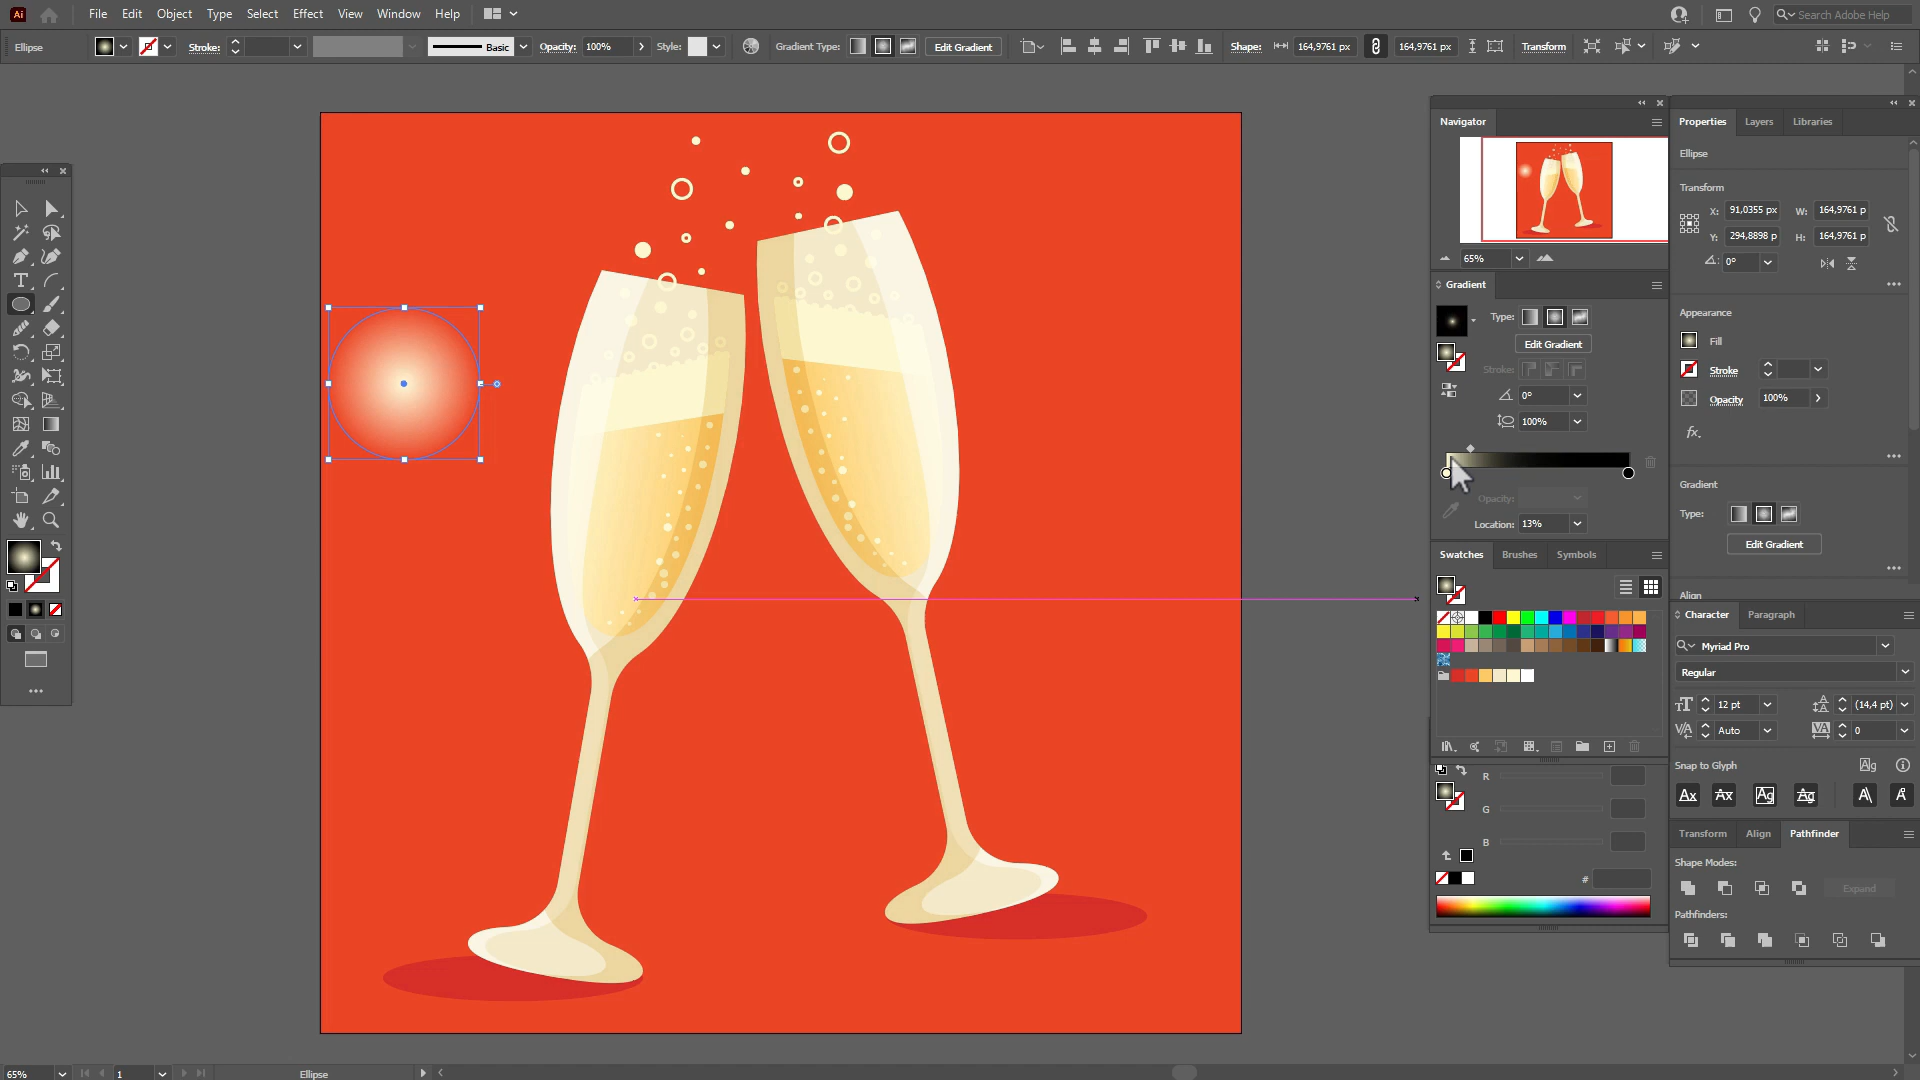 Ai File Edit Object Type Select Effect View Window Help Search Adobe Help
Ellipse Stroke: Basic Opacity: 100% Style: Gradient Type: Edit Gradient Shape: 164,9761 px 164,9761 px Transform
Navigator
65%
Gradient
Type:
Edit Gradient
Stroke:
0°
100%
Opacity:
Location: 13%
Swatches Brushes Symbols
R
G
B
#
Properties Layers Libraries
Ellipse
Transform
X: 91,0355 px W: 164,9761 p
Y: 294,8898 p H: 164,9761 p
0°
Appearance
Fill
Stroke
Opacity 100%
fx.
Gradient
Type:
Edit Gradient
Align
Character Paragraph
Myriad Pro
Regular
12 pt (14,4 pt)
Auto 0
Snap to Glyph
Transform Align Pathfinder
Shape Modes:
Expand
Pathfinders:
65% 1 Ellipse